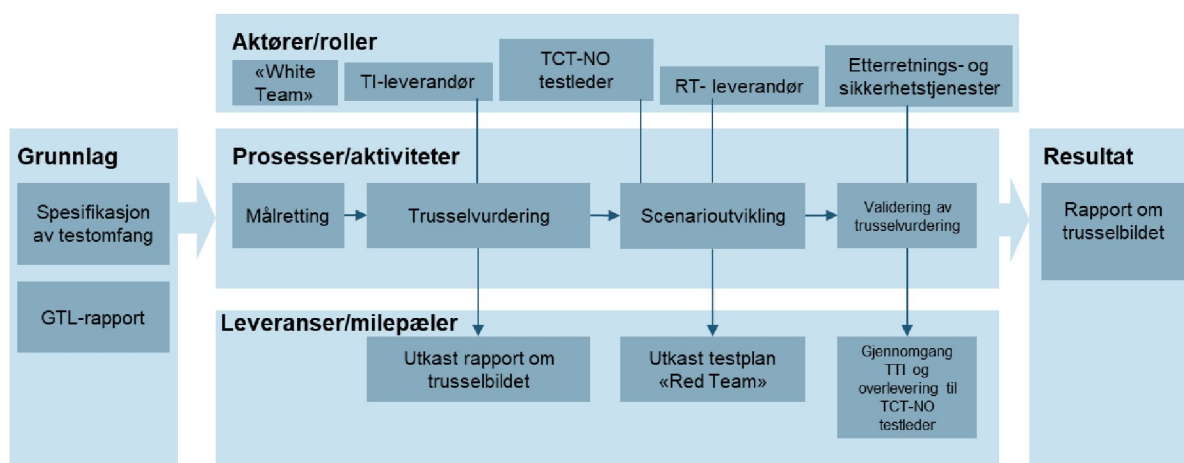 Aktører/roller
«White
Team»
TI-leverandør
TCT-NO
testleder
RT- leverandør
Etterretnings- og
sikkerhetstjenester
Grunnlag
Spesifikasjon
av testomfang
GTL-rapport
Prosesser/aktiviteter
Målretting
Trusselvurdering
Scenarioutvikling
Validering av
trusselvurdering
Leveranser/milepæler
Utkast rapport om
trusselbildet
Utkast testplan
«Red Team»
Gjennomgang
TTI og
overlevering til
TCT-NO
testleder
Resultat
Rapport om
trusselbildet